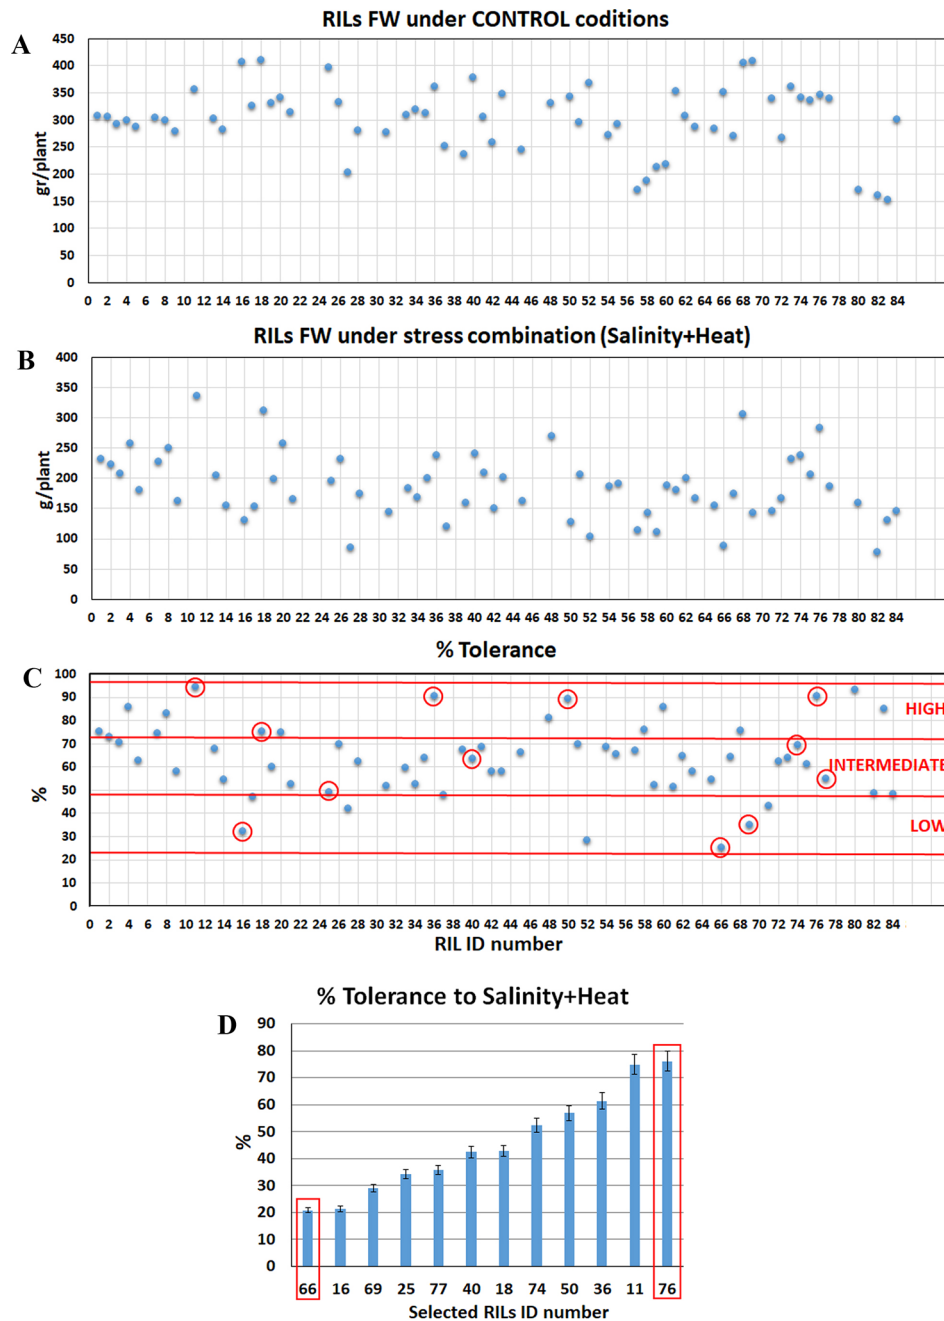 RILs FW under CONTROL coditions
A
450
400
350
300
250
200
150
100
50
0
gr/plant
0 2 4 6 8 10 12 14 16 18 20 22 24 26 28 30 32 34 36 38 40 42 44 46 48 50 52 54 56 58 60 62 64 66 68 70 72 74 76 78 80 82 84
RILs FW under stress combination (Salinity+Heat)
B
400
350
300
250
200
150
100
50
0
g/plant
0 2 4 6 8 10 12 14 16 18 20 22 24 26 28 30 32 34 36 38 40 42 44 46 48 50 52 54 56 58 60 62 64 66 68 70 72 74 76 78 80 82 84
% Tolerance
C
100
90
80
70
60
50
40
30
20
10
0
%
HIGH
INTERMEDIATE
LOW
0 2 4 6 8 10 12 14 16 18 20 22 24 26 28 30 32 34 36 38 40 42 44 46 48 50 52 54 56 58 60 62 64 66 68 70 72 74 76 78 80 82 84
RIL ID number
% Tolerance to Salinity+Heat
D
90
80
70
60
50
40
30
20
10
0
%
66 16 69 25 77 40 18 74 50 36 11 76
Selected RILs ID number